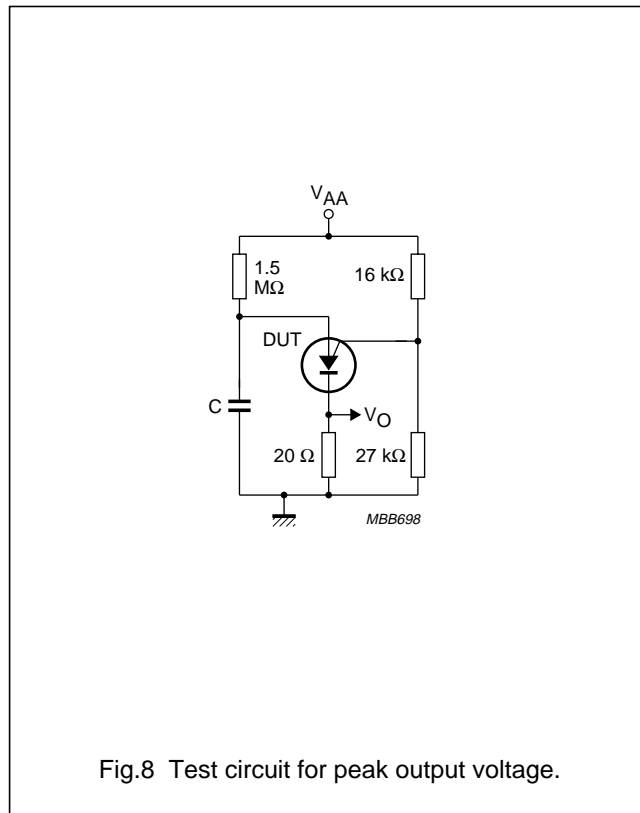 V_AA
1.5
MΩ
16 kΩ
DUT
C
V_O
20 Ω
27 kΩ
MBB698
Fig.8 Test circuit for peak output voltage.